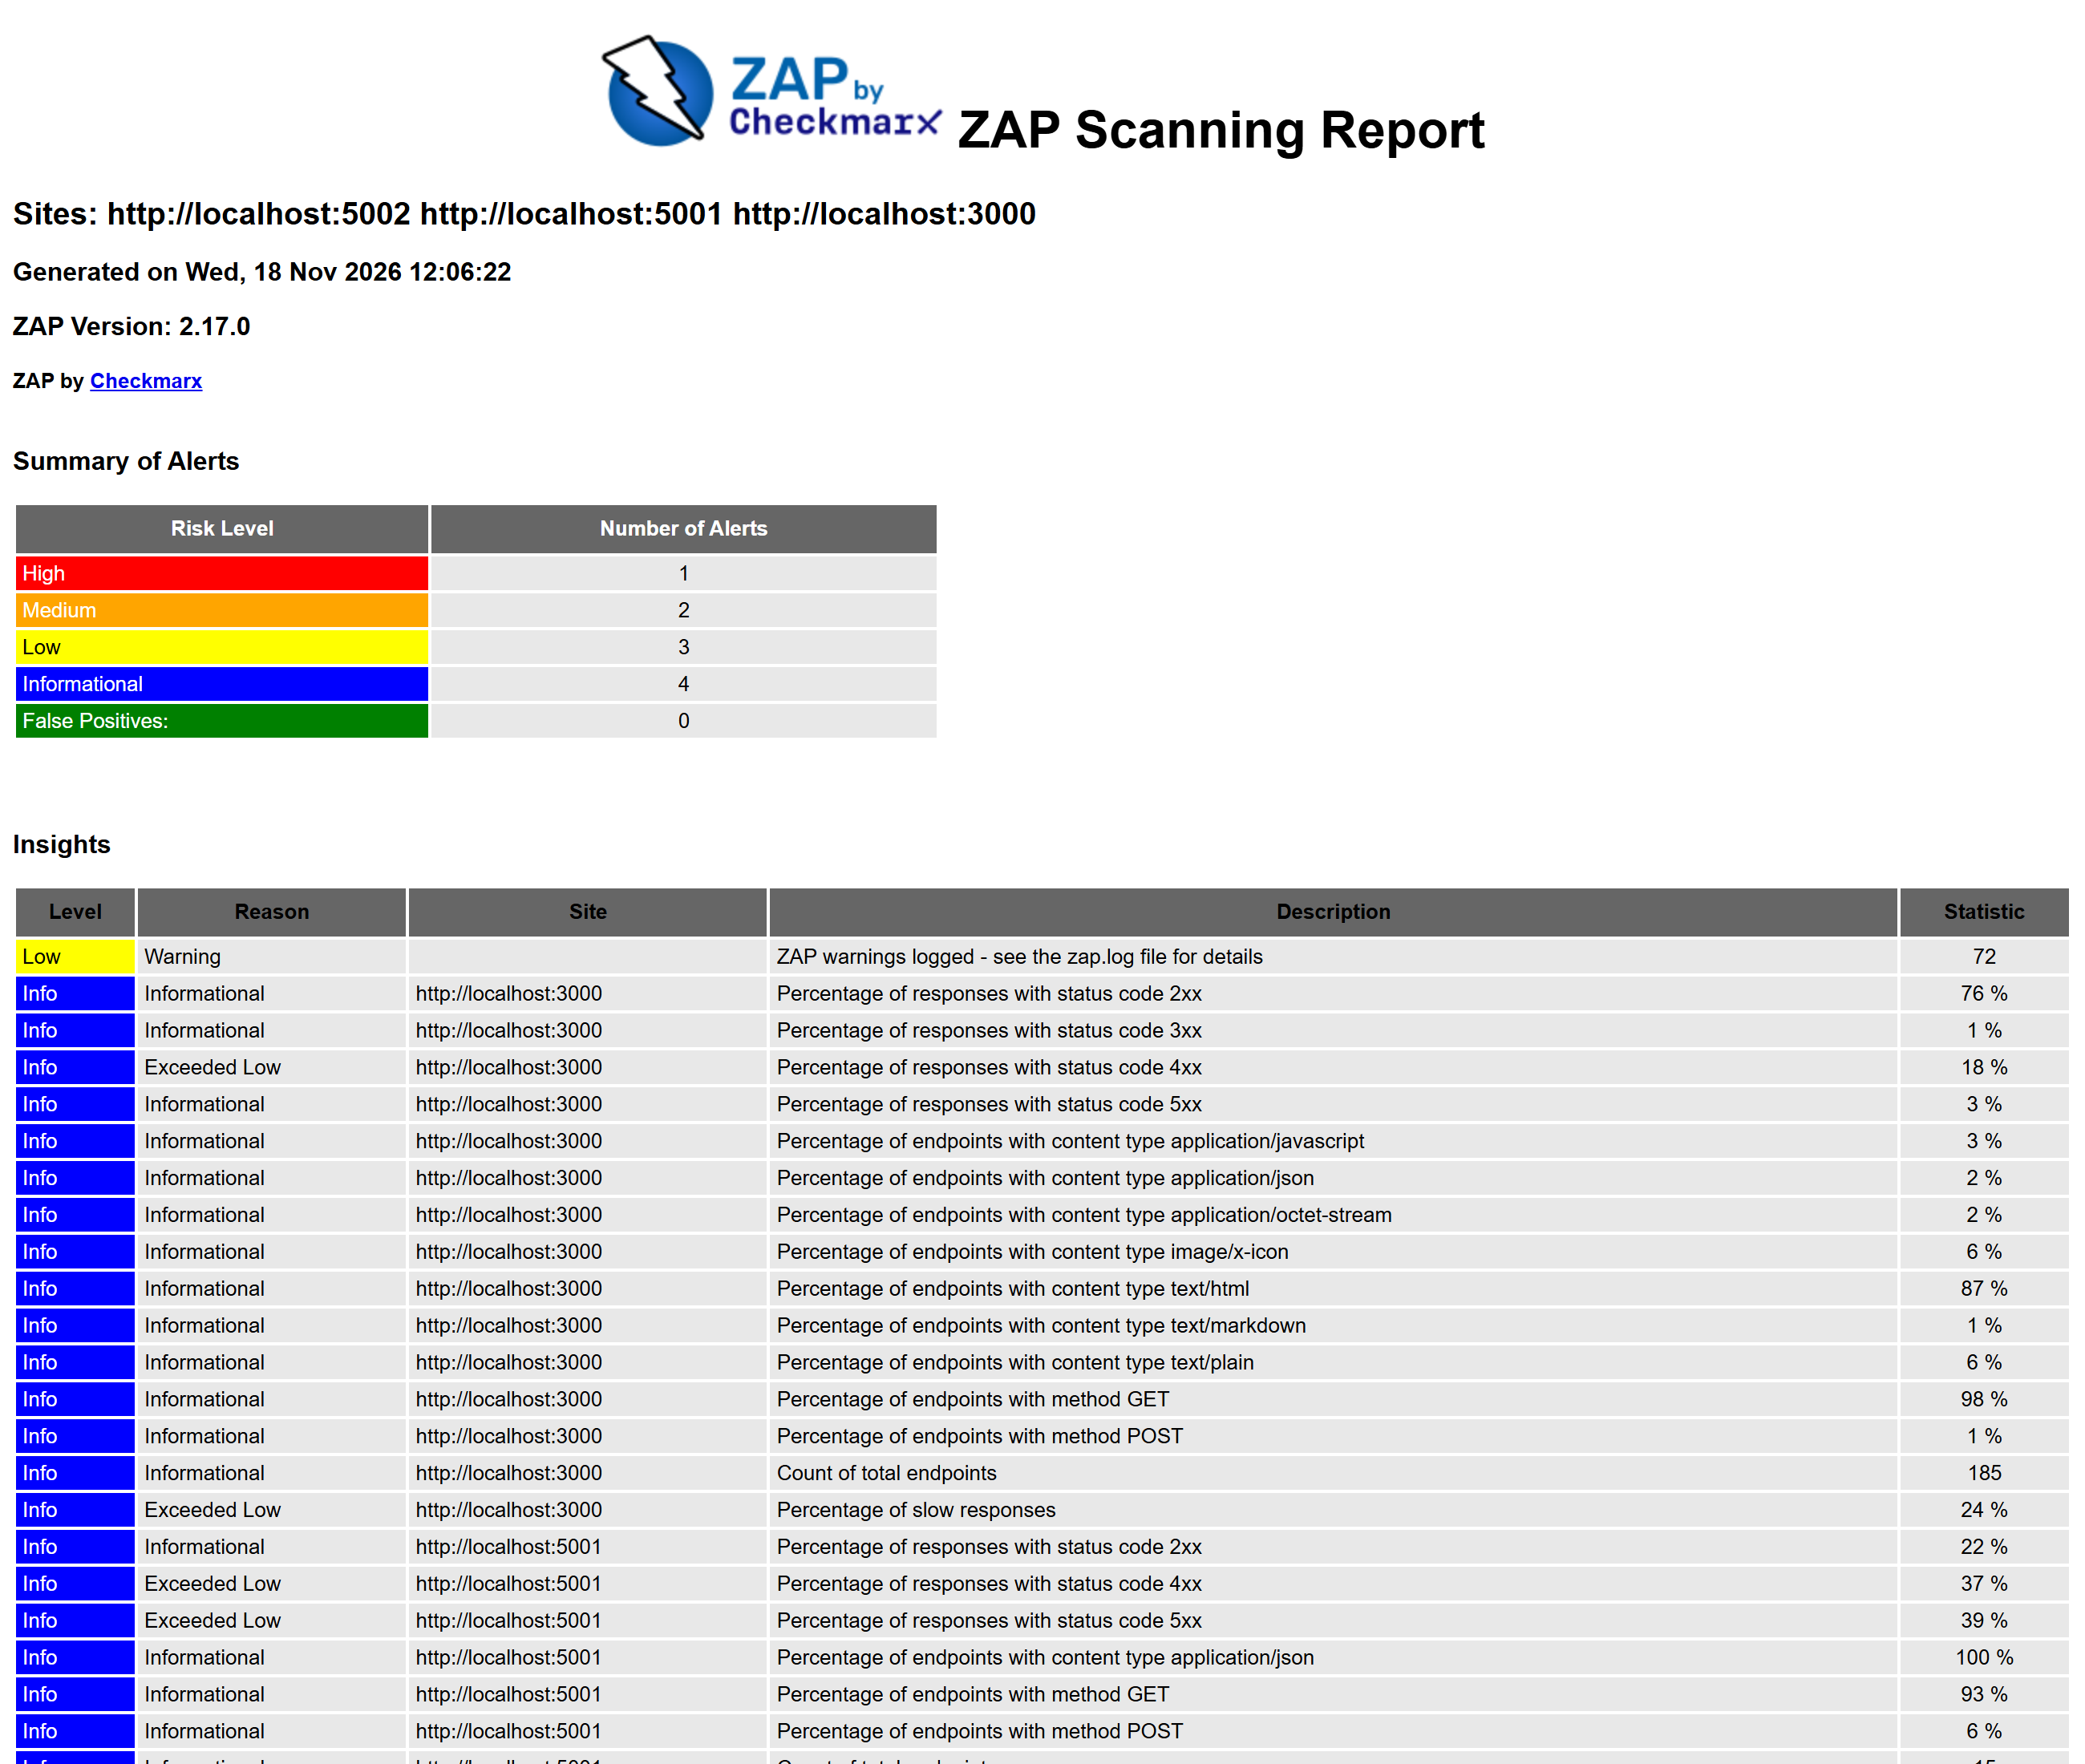 ZAP by
Checkmarx ZAP Scanning Report
Sites: http://localhost:5002 http://localhost:5001 http://localhost:3000
Generated on Wed, 18 Nov 2026 12:06:22
ZAP Version: 2.17.0
ZAP by Checkmarx
Summary of Alerts
Risk Level Number of Alerts
High 1
Medium 2
Low 3
Informational 4
False Positives: 0
Insights
Level Reason Site Description Statistic
Low Warning ZAP warnings logged - see the zap.log file for details 72
Info Informational http://localhost:3000 Percentage of responses with status code 2xx 76 %
Info Informational http://localhost:3000 Percentage of responses with status code 3xx 1 %
Info Exceeded Low http://localhost:3000 Percentage of responses with status code 4xx 18 %
Info Informational http://localhost:3000 Percentage of responses with status code 5xx 3 %
Info Informational http://localhost:3000 Percentage of endpoints with content type application/javascript 3 %
Info Informational http://localhost:3000 Percentage of endpoints with content type application/json 2 %
Info Informational http://localhost:3000 Percentage of endpoints with content type application/octet-stream 2 %
Info Informational http://localhost:3000 Percentage of endpoints with content type image/x-icon 6 %
Info Informational http://localhost:3000 Percentage of endpoints with content type text/html 87 %
Info Informational http://localhost:3000 Percentage of endpoints with content type text/markdown 1 %
Info Informational http://localhost:3000 Percentage of endpoints with content type text/plain 6 %
Info Informational http://localhost:3000 Percentage of endpoints with method GET 98 %
Info Informational http://localhost:3000 Percentage of endpoints with method POST 1 %
Info Informational http://localhost:3000 Count of total endpoints 185
Info Exceeded Low http://localhost:3000 Percentage of slow responses 24 %
Info Informational http://localhost:5001 Percentage of responses with status code 2xx 22 %
Info Exceeded Low http://localhost:5001 Percentage of responses with status code 4xx 37 %
Info Exceeded Low http://localhost:5001 Percentage of responses with status code 5xx 39 %
Info Informational http://localhost:5001 Percentage of endpoints with content type application/json 100 %
Info Informational http://localhost:5001 Percentage of endpoints with method GET 93 %
Info Informational http://localhost:5001 Percentage of endpoints with method POST 6 %